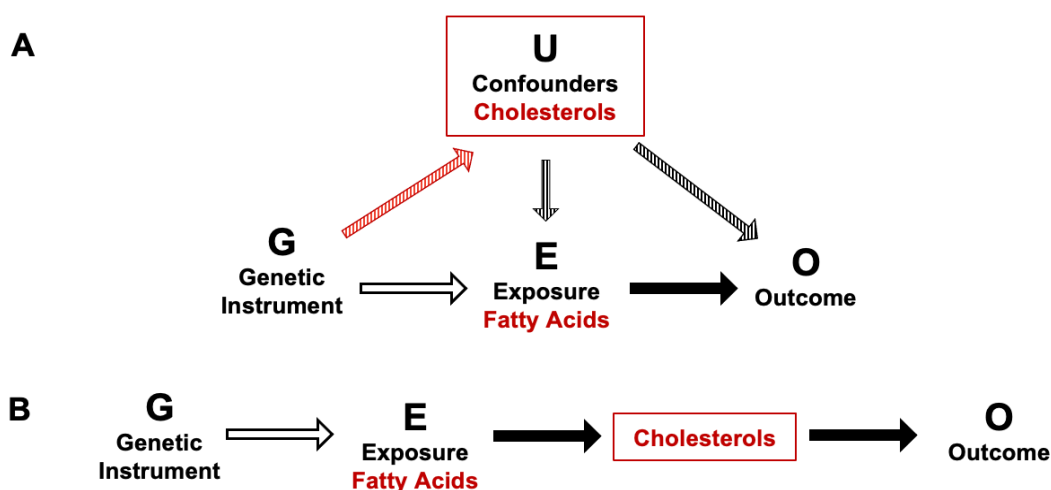 A
U
Confounders
Cholesterols
G
Genetic
Instrument
E
Exposure
Fatty Acids
O
Outcome
B
G
Genetic
Instrument
E
Exposure
Fatty Acids
Cholesterols
O
Outcome